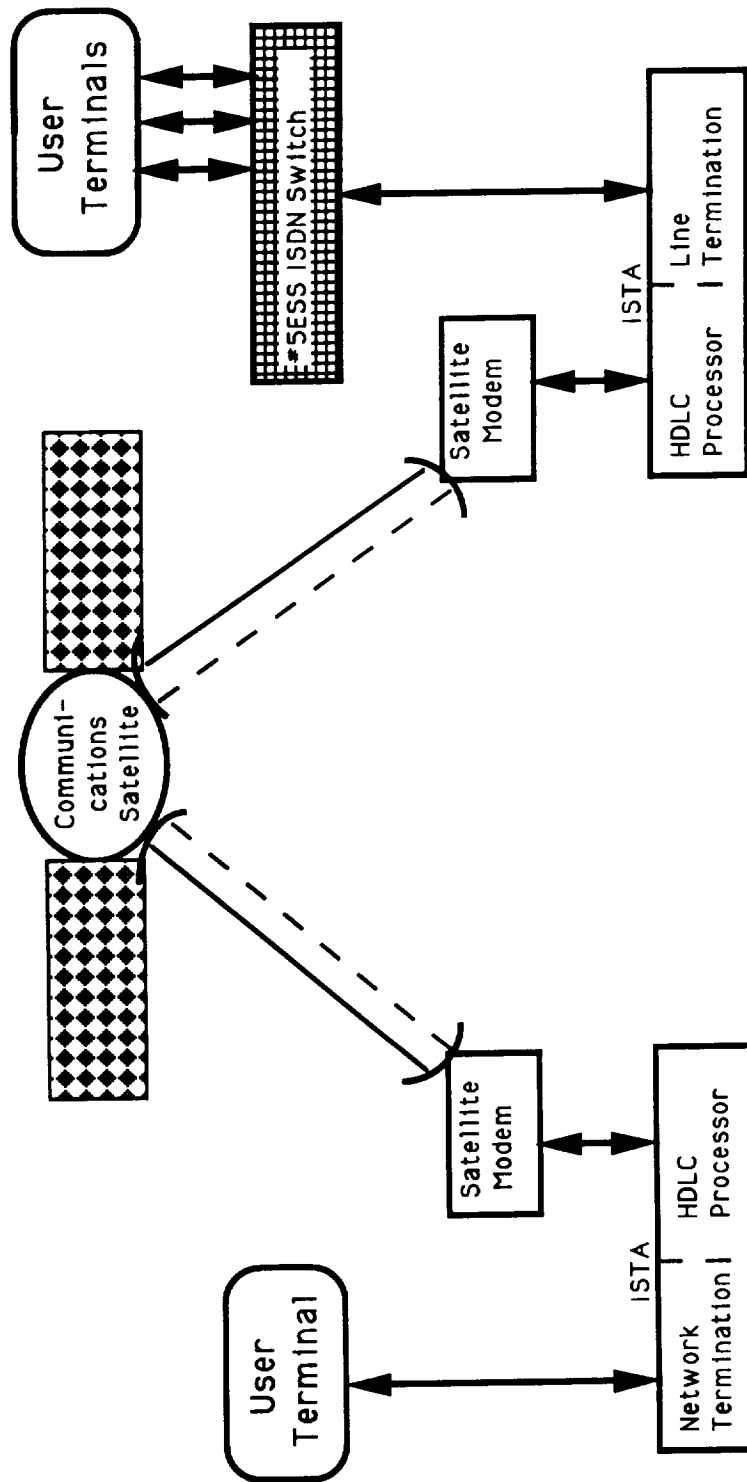 User
Terminal
ISTA
Network
Termination
HDLC
Processor
Satellite
Modem
Communi-
cations
Satellite
Satellite
Modem
ISTA
HDLC
Processor
Line
Termination
#5ESS ISDN Switch
User
Terminals